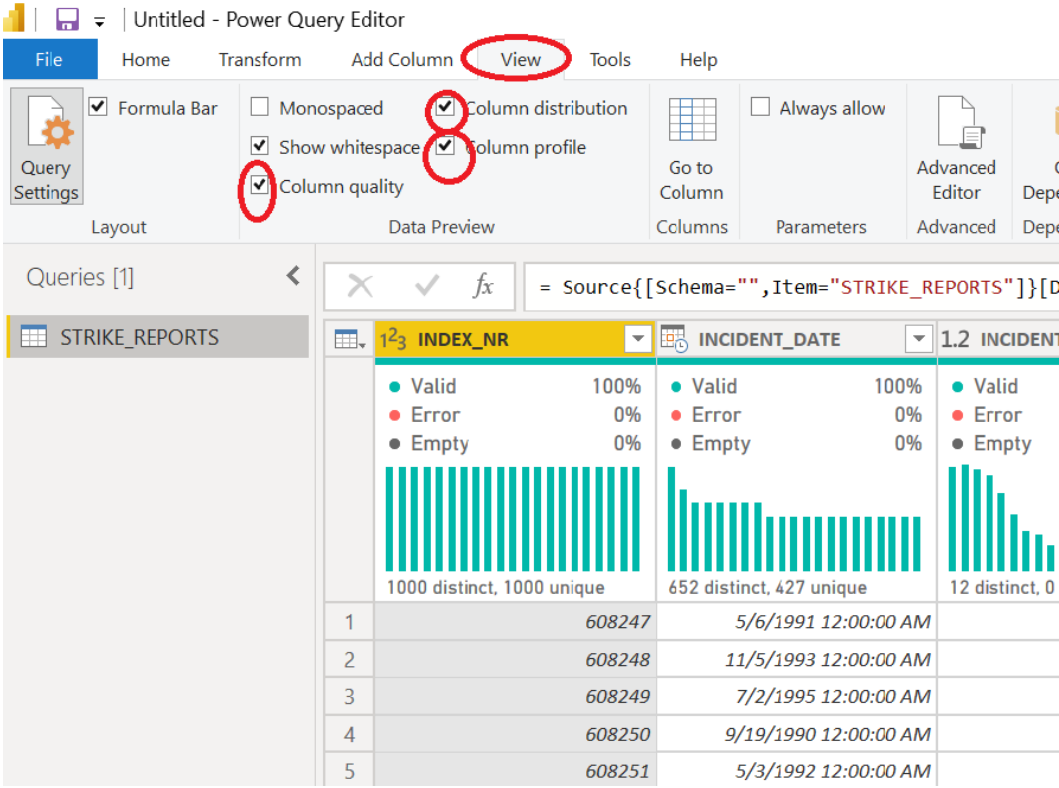 Untitled - Power Query Editor
File Home Transform Add Column View Tools Help
Formula Bar Monospaced Column distribution Always allow
Show whitespace Column profile
Query Settings Column quality Go to Column Advanced Editor
Layout Data Preview Columns Parameters Advanced
Queries [1] fx = Source{[Schema="",Item="STRIKE_REPORTS"]}[D
STRIKE_REPORTS 123 INDEX_NR INCIDENT_DATE 1.2 INCIDENT
Valid 100% Valid 100% Valid
Error 0% Error 0% Error
Empty 0% Empty 0% Empty
1000 distinct, 1000 unique 652 distinct, 427 unique 12 distinct, 0
1 608247 5/6/1991 12:00:00 AM
2 608248 11/5/1993 12:00:00 AM
3 608249 7/2/1995 12:00:00 AM
4 608250 9/19/1990 12:00:00 AM
5 608251 5/3/1992 12:00:00 AM